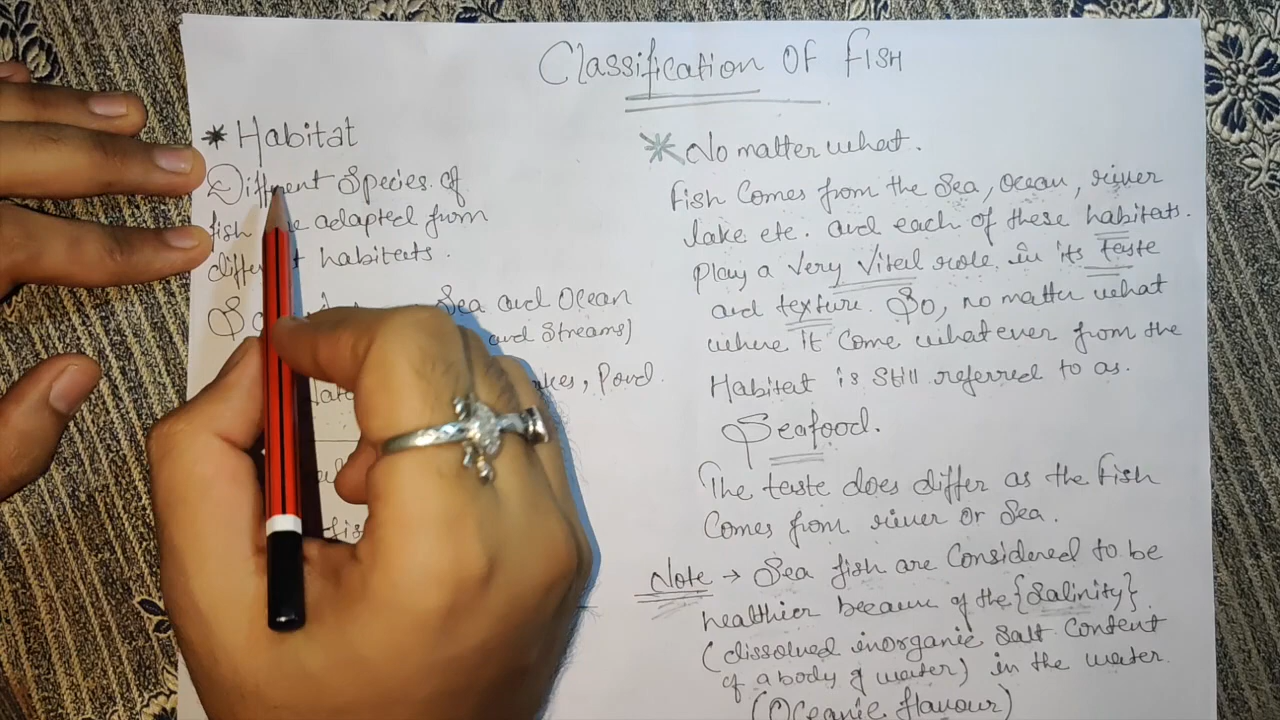 Classification OF FISH
* Habitat
Different Species of
fish adapted from
habitats.
Sea and Ocean
and Streams)
, Pond.
* No matter what.
Fish Comes from the Sea, Ocean, river
lake etc. and each of these habitats.
Play a Very Vital role in its taste
and texture. So, no matter what
where it Come whatever from the
Habitat is Still referred to as.
Seafood.
The taste does differ as the Fish
Comes from river Or Sea.
Note → Sea fish are Considered to be
healthier because of the {Salinity}.
(dissolved inorganic Salt Content
of a body of water) in the water.
(Oceanic flavour)